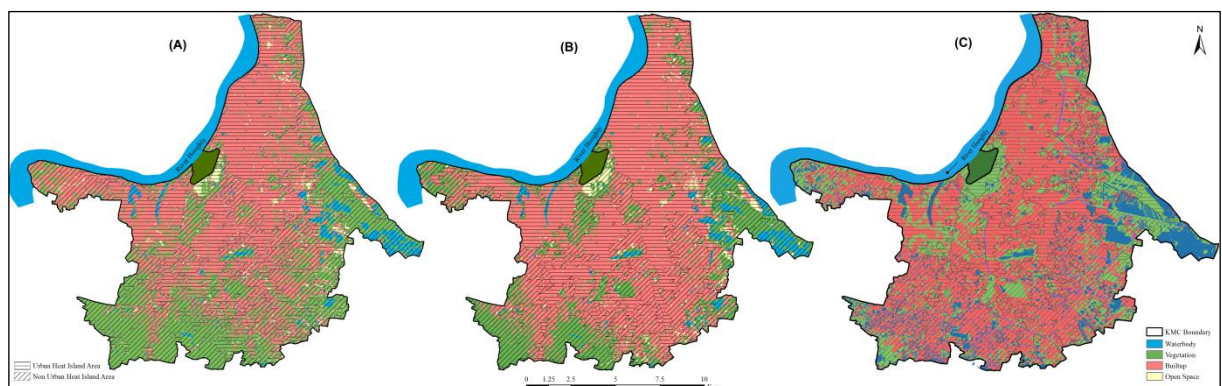 (A)
(B)
(C)
N
River Hooghly
River Hooghly
River Hooghly
Urban Heat Island Area
Non Urban Heat Island Area
0 1.25 2.5 5 7.5 10
KMC Boundary
Waterbody
Vegetation
Builtup
Open Space